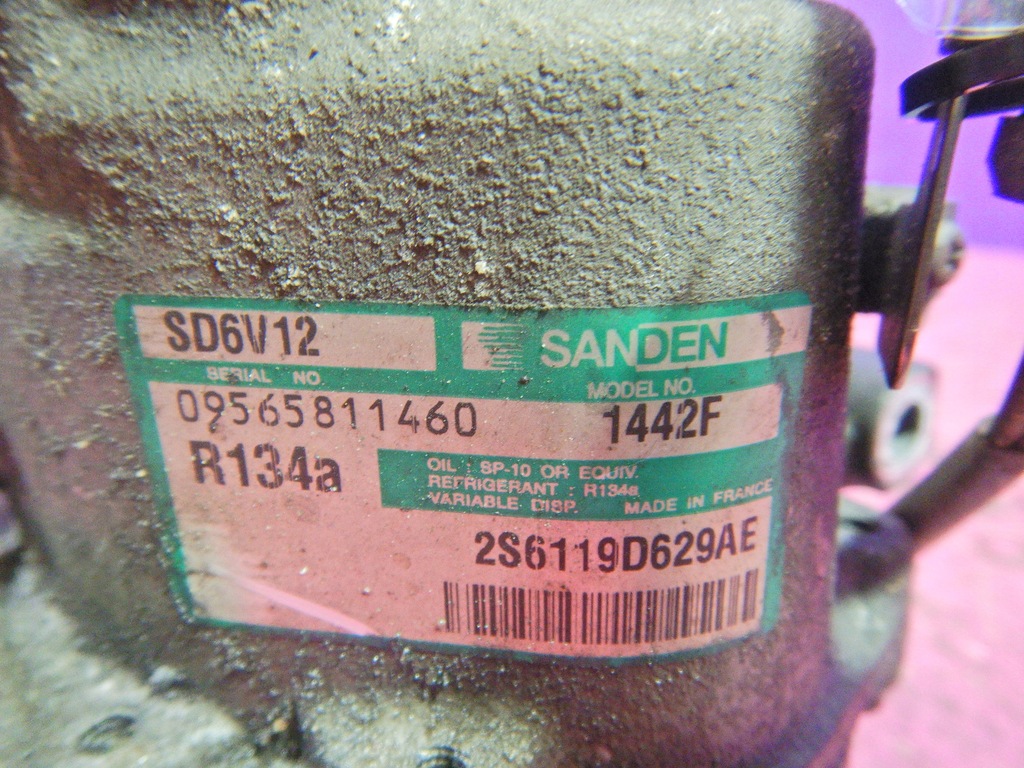 SD6V12
SANDEN
SERIAL NO.
MODEL NO.
09565811460
1442F
R134a
OIL : SP-10 OR EQUIV.
REFRIGERANT : R134a
VARIABLE DISP. MADE IN FRANCE
2S6119D629AE